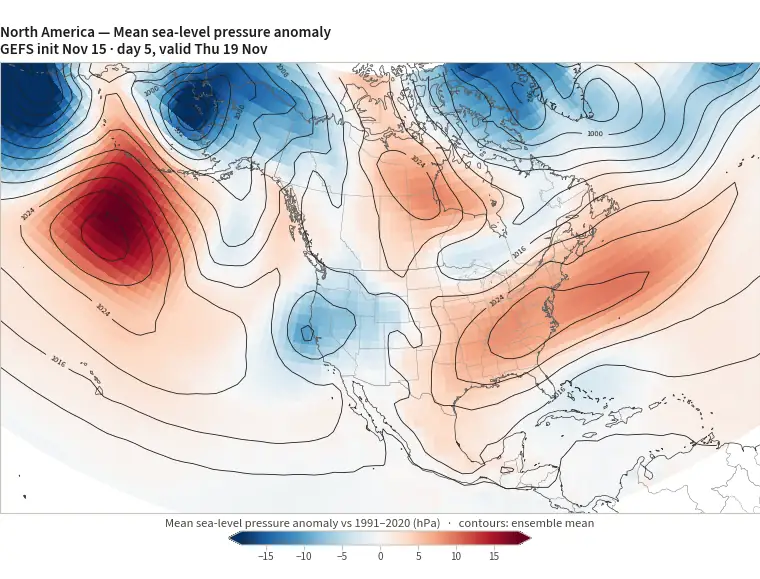 North America — Mean sea-level pressure anomaly
GEFS init Nov 15 · day 5, valid Thu 19 Nov
1000
1000
1024
1024
1016
1016
1024
1024
1016
1016
Mean sea-level pressure anomaly vs 1991–2020 (hPa) · contours: ensemble mean
−15 −10 −5 0 5 10 15